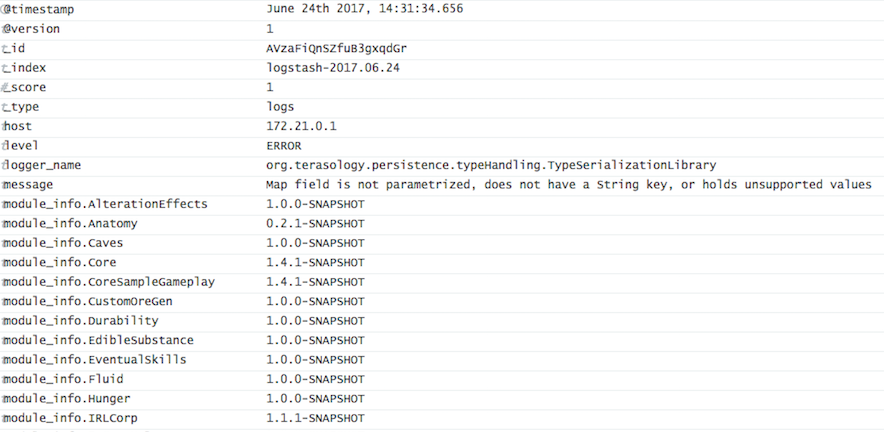 @timestamp June 24th 2017, 14:31:34.656
@version 1
_id AVzaFiQnSZfuB3gxqdGr
_index logstash-2017.06.24
_score 1
_type logs
host 172.21.0.1
level ERROR
logger_name org.terasology.persistence.typeHandling.TypeSerializationLibrary
message Map field is not parametrized, does not have a String key, or holds unsupported values
module_info.AlterationEffects 1.0.0-SNAPSHOT
module_info.Anatomy 0.2.1-SNAPSHOT
module_info.Caves 1.0.0-SNAPSHOT
module_info.Core 1.4.1-SNAPSHOT
module_info.CoreSampleGameplay 1.4.1-SNAPSHOT
module_info.CustomOreGen 1.0.0-SNAPSHOT
module_info.Durability 1.0.0-SNAPSHOT
module_info.EdibleSubstance 1.0.0-SNAPSHOT
module_info.EventualSkills 1.0.0-SNAPSHOT
module_info.Fluid 1.0.0-SNAPSHOT
module_info.Hunger 1.0.0-SNAPSHOT
module_info.IRLCorp 1.1.1-SNAPSHOT